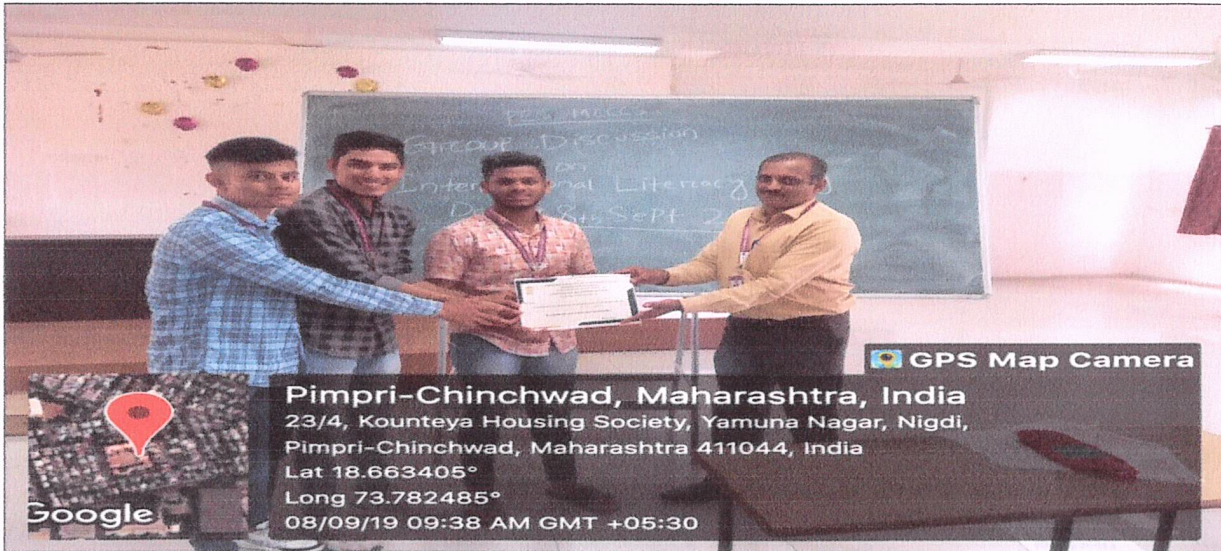 Group Discussion
on
Literacy
8th Sept
GPS Map Camera
Pimpri-Chinchwad, Maharashtra, India
23/4, Kounteya Housing Society, Yamuna Nagar, Nigdi,
Pimpri-Chinchwad, Maharashtra 411044, India
Lat 18.663405°
Long 73.782485°
08/09/19 09:38 AM GMT +05:30
Google